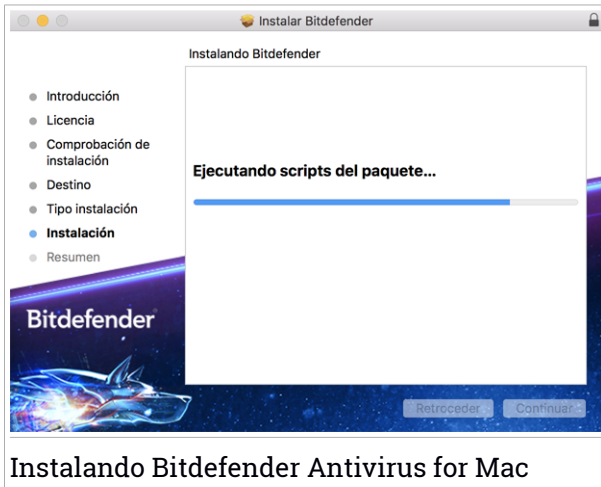 Instalar Bitdefender
Instalando Bitdefender
Introducción
Licencia
Comprobación de
instalación
Destino
Tipo instalación
Instalación
Resumen
Ejecutando scripts del paquete...
Bitdefender
Retroceder
Continuar
Instalando Bitdefender Antivirus for Mac